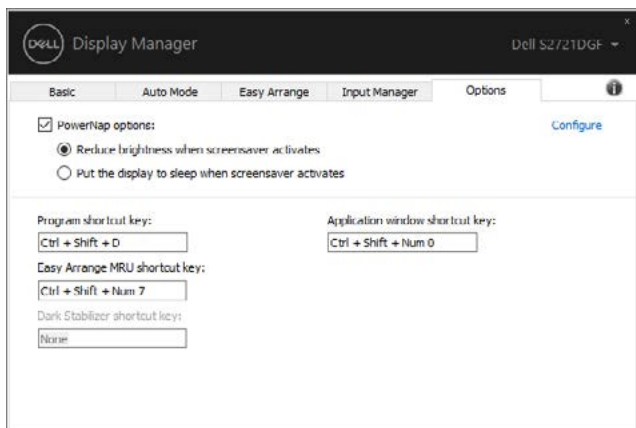 x
DELL Display Manager Dell S2721DGF
Basic Auto Mode Easy Arrange Input Manager Options i
PowerNap options: Configure
Reduce brightness when screensaver activates
Put the display to sleep when screensaver activates
Program shortcut key: Application window shortcut key:
Ctrl + Shift + D Ctrl + Shift + Num 0
Easy Arrange MRU shortcut key:
Ctrl + Shift + Num 7
Dark Stabilizer shortcut key:
None